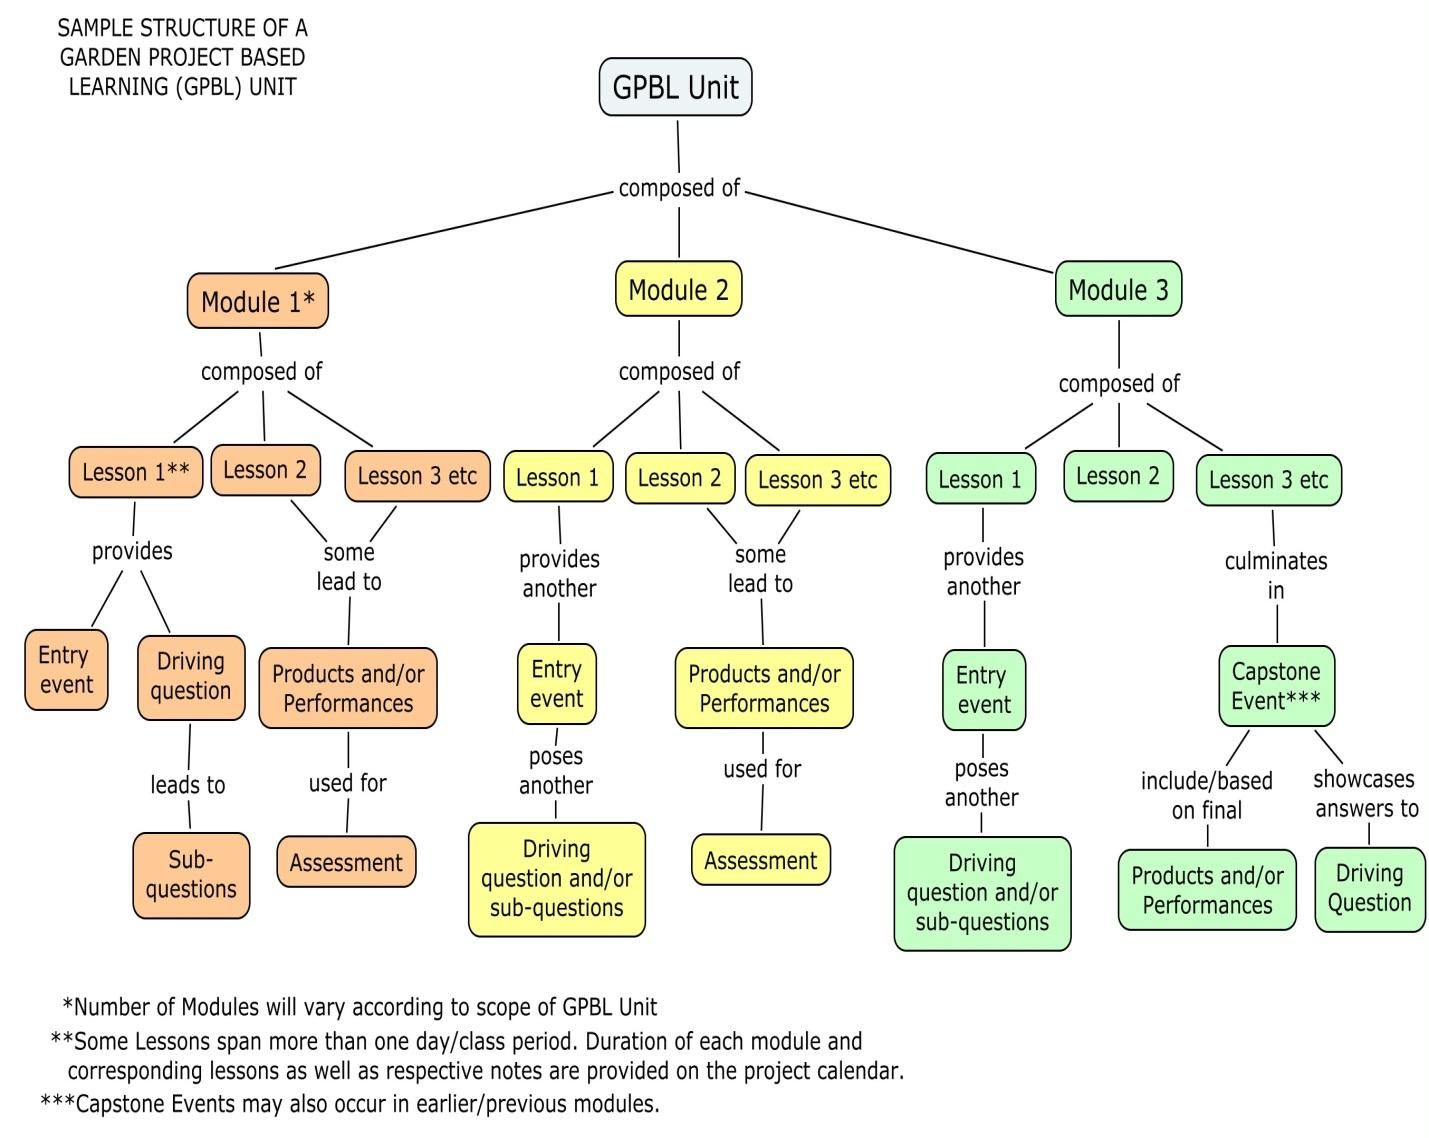 SAMPLE STRUCTURE OF A
GARDEN PROJECT BASED
LEARNING (GPBL) UNIT
GPBL Unit
composed of
Module 1*
Module 2
Module 3
composed of
composed of
composed of
Lesson 1**
Lesson 2
Lesson 3 etc
Lesson 1
Lesson 2
Lesson 3 etc
Lesson 1
Lesson 2
Lesson 3 etc
provides
some
lead to
provides
another
some
lead to
provides
another
culminates
in
Entry
event
Driving
question
Products and/or
Performances
Entry
event
Products and/or
Performances
Entry
event
Capstone
Event***
leads to
used for
poses
another
used for
poses
another
include/based
on final
showcases
answers to
Sub-
questions
Assessment
Driving
question and/or
sub-questions
Assessment
Driving
question and/or
sub-questions
Products and/or
Performances
Driving
Question
*Number of Modules will vary according to scope of GPBL Unit
**Some Lessons span more than one day/class period. Duration of each module and
corresponding lessons as well as respective notes are provided on the project calendar.
***Capstone Events may also occur in earlier/previous modules.